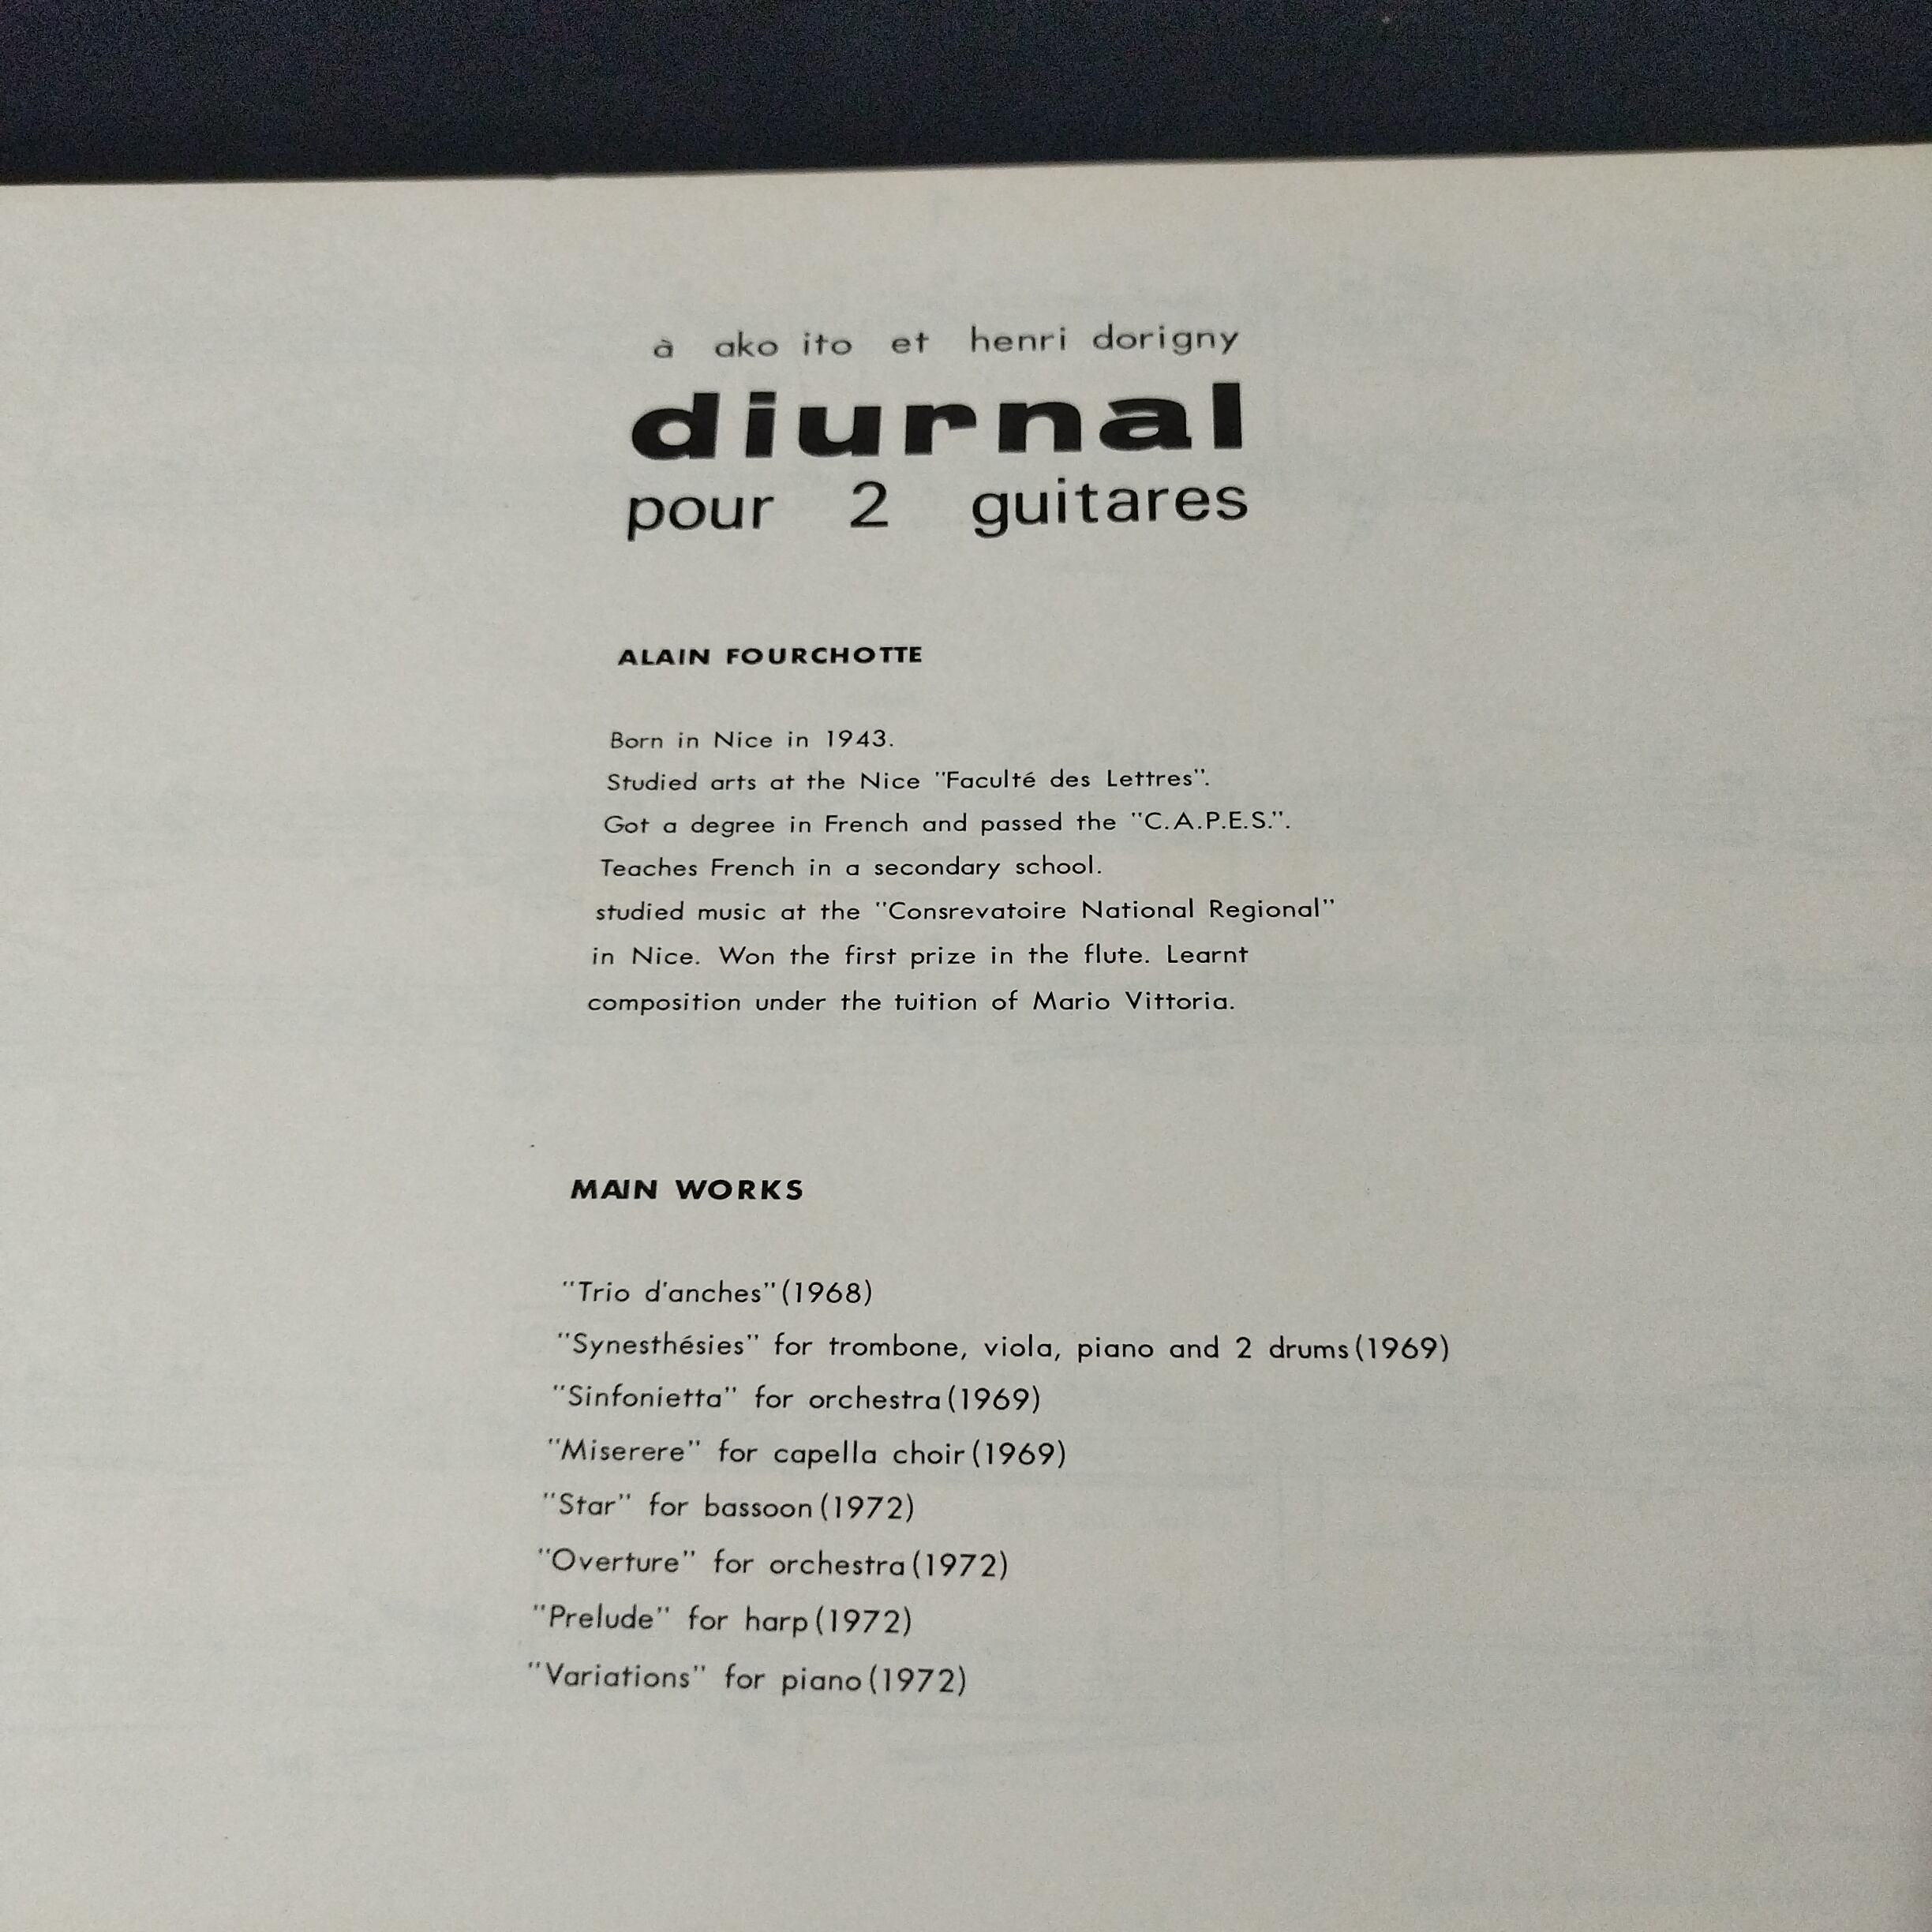 à ako ito et henri dorigny
diurnal
pour 2 guitares
ALAIN FOURCHOTTE
Born in Nice in 1943.
Studied arts at the Nice "Faculté des Lettres".
Got a degree in French and passed the "C.A.P.E.S.".
Teaches French in a secondary school.
studied music at the "Consrevatoire National Regional"
in Nice. Won the first prize in the flute. Learnt
composition under the tuition of Mario Vittoria.
MAIN WORKS
"Trio d'anches"(1968)
"Synesthésies" for trombone, viola, piano and 2 drums(1969)
"Sinfonietta" for orchestra(1969)
"Miserere" for capella choir(1969)
"Star" for bassoon(1972)
"Overture" for orchestra(1972)
"Prelude" for harp(1972)
"Variations" for piano(1972)